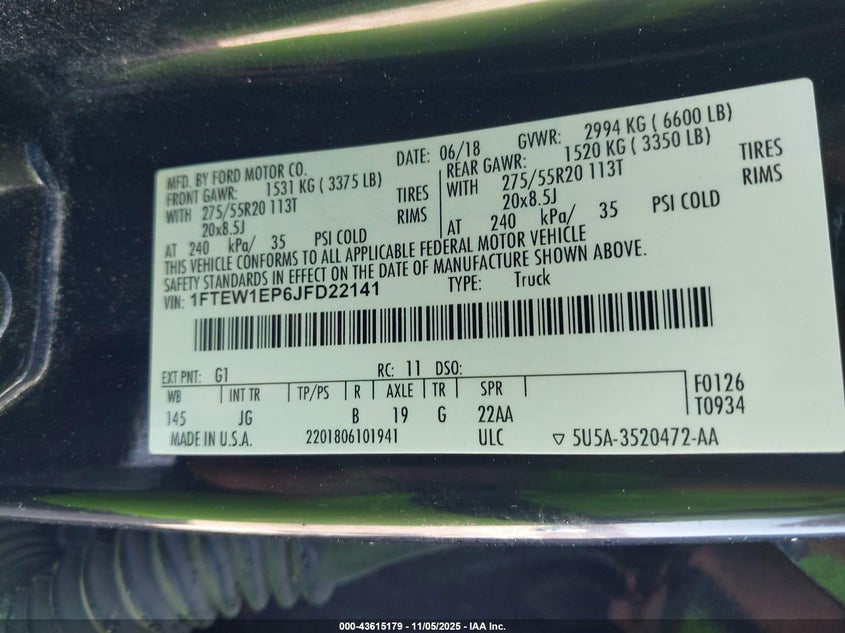 MFD. BY FORD MOTOR CO. DATE: 06/18 GVWR: 2994 KG ( 6600 LB)
FRONT GAWR: 1531 KG ( 3375 LB) REAR GAWR: 1520 KG ( 3350 LB)
WITH 275/55R20 113T TIRES WITH 275/55R20 113T TIRES
20x8.5J RIMS 20x8.5J RIMS
AT 240 kPa/ 35 PSI COLD AT 240 kPa/ 35 PSI COLD
THIS VEHICLE CONFORMS TO ALL APPLICABLE FEDERAL MOTOR VEHICLE
SAFETY STANDARDS IN EFFECT ON THE DATE OF MANUFACTURE SHOWN ABOVE.
VIN: 1FTEW1EP6JFD22141 TYPE: Truck
EXT PNT: G1 RC: 11 DSO:
WB INT TR TP/PS R AXLE TR SPR F0126
145 JG B 19 G 22AA T0934
MADE IN U.S.A. 2201806101941 ULC ▽ 5U5A-3520472-AA
000-43615179 - 11/05/2025 - IAA Inc.